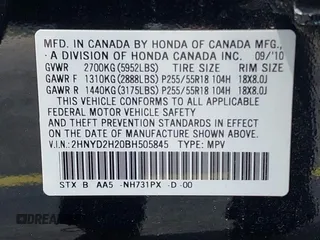 MFD. IN CANADA BY HONDA OF CANADA MFG.,
- A DIVISION OF HONDA CANADA INC. 09/'10
GVWR 2700KG(5952LBS) TIRE SIZE RIM SIZE
GAWR F 1310KG(2888LBS) P255/55R18 104H 18X8.0J
GAWR R 1440KG(3175LBS) P255/55R18 104H 18X8.0J
THIS VEHICLE CONFORMS TO ALL APPLICABLE
FEDERAL MOTOR VEHICLE SAFETY AND THEFT
PREVENTION STANDARDS IN EFFECT ON THE DATE
OF MANUFACTURE SHOWN ABOVE.
V.I.N.: 2HNYD2H20BH505845 TYPE: MPV
STX B AA5 -NH731PX -D -00